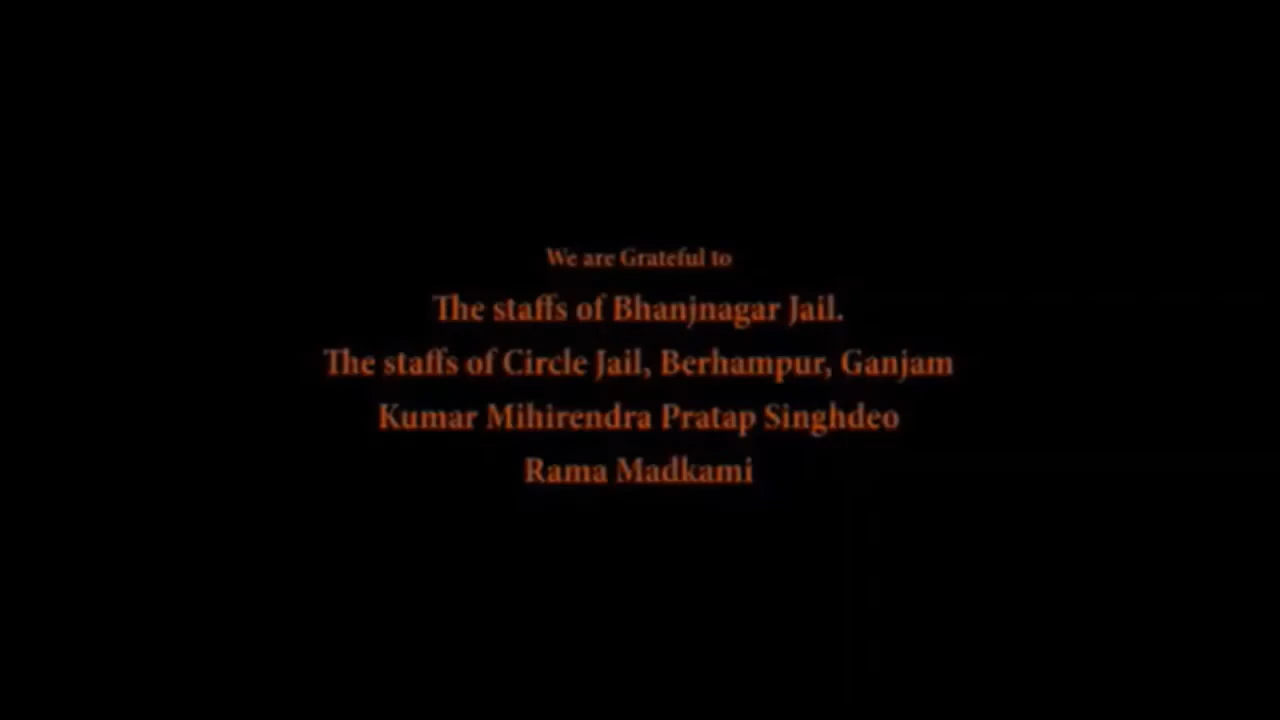 We are Grateful to
The staffs of Bhanjnagar Jail.
The staffs of Circle Jail, Berhampur, Ganjam
Kumar Mihirendra Pratap Singhdeo
Rama Madkami